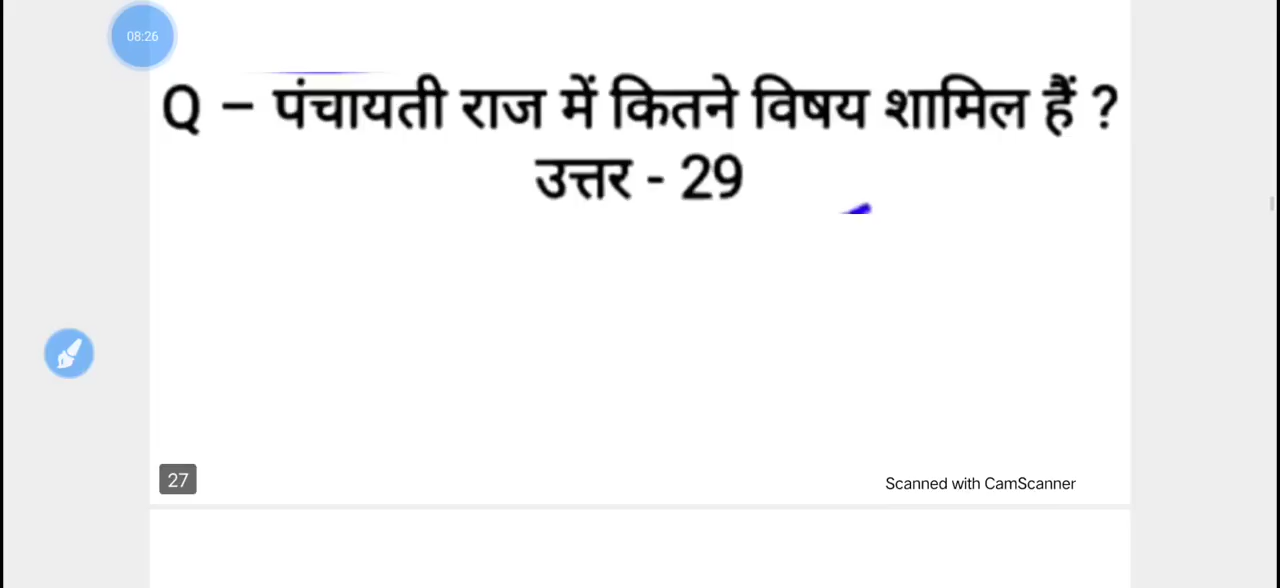 08:26
Q – पंचायती राज में कितने विषय शामिल हैं ?
उत्तर - 29
27
Scanned with CamScanner